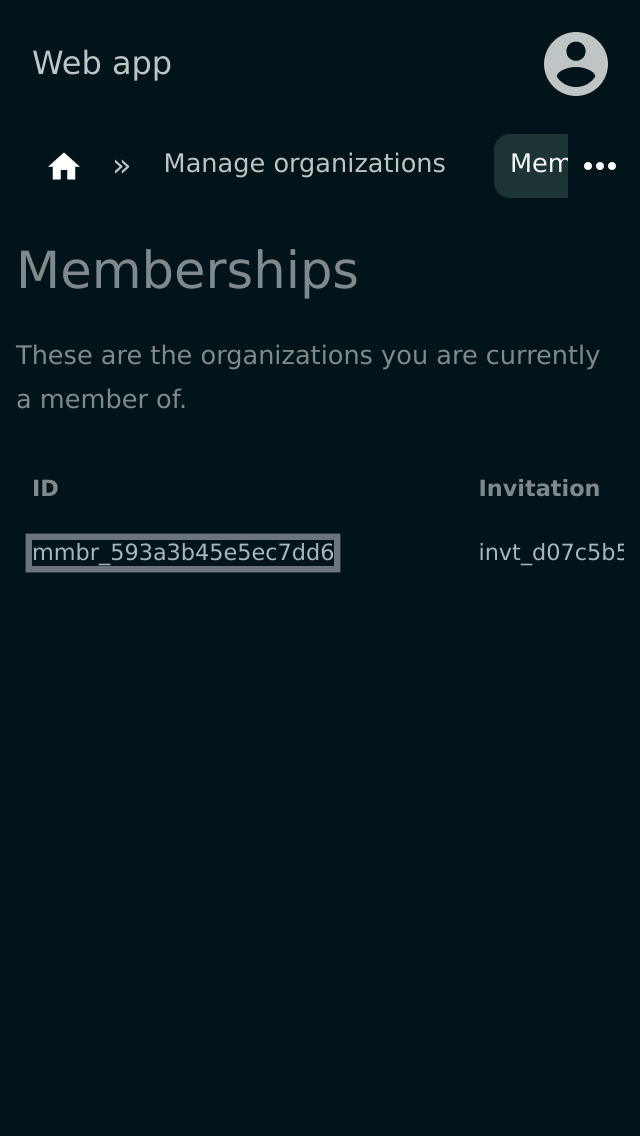 Web app
» Manage organizations Mem
Memberships
These are the organizations you are currently
a member of.
ID Invitation
mmbr_593a3b45e5ec7dd6 invt_d07c5b5